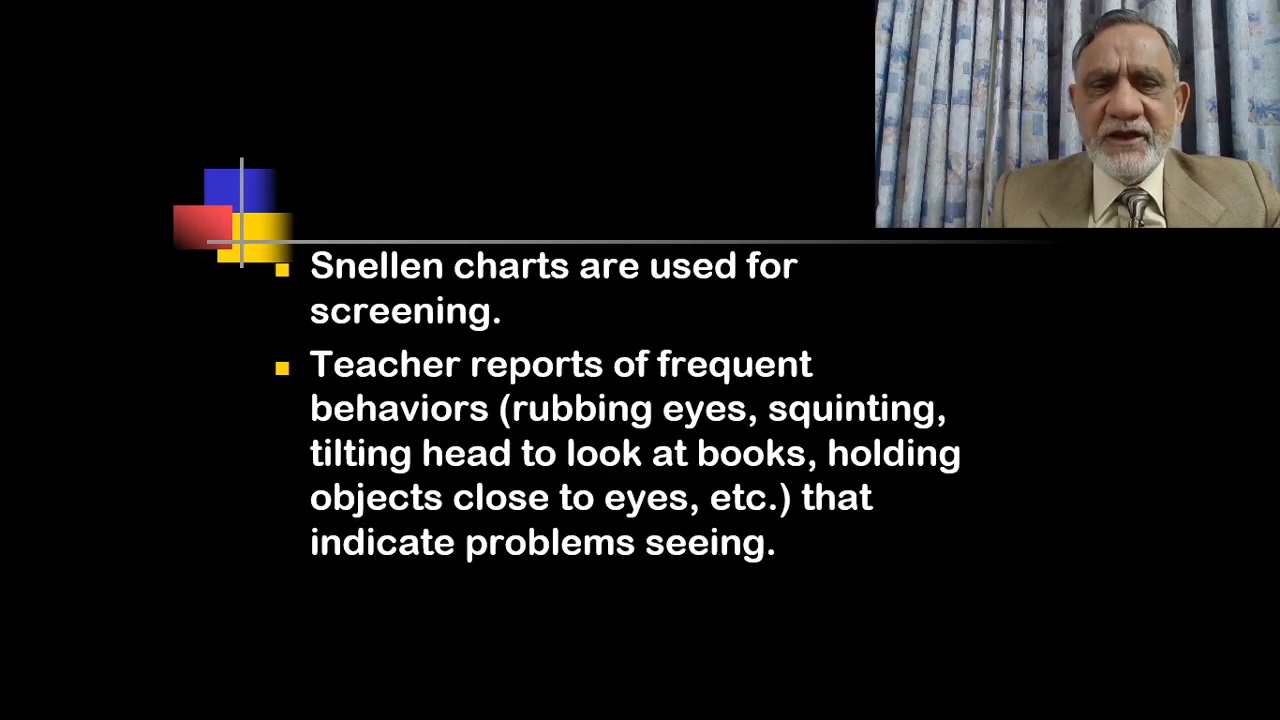 Snellen charts are used for
screening.
Teacher reports of frequent
behaviors (rubbing eyes, squinting,
tilting head to look at books, holding
objects close to eyes, etc.) that
indicate problems seeing.